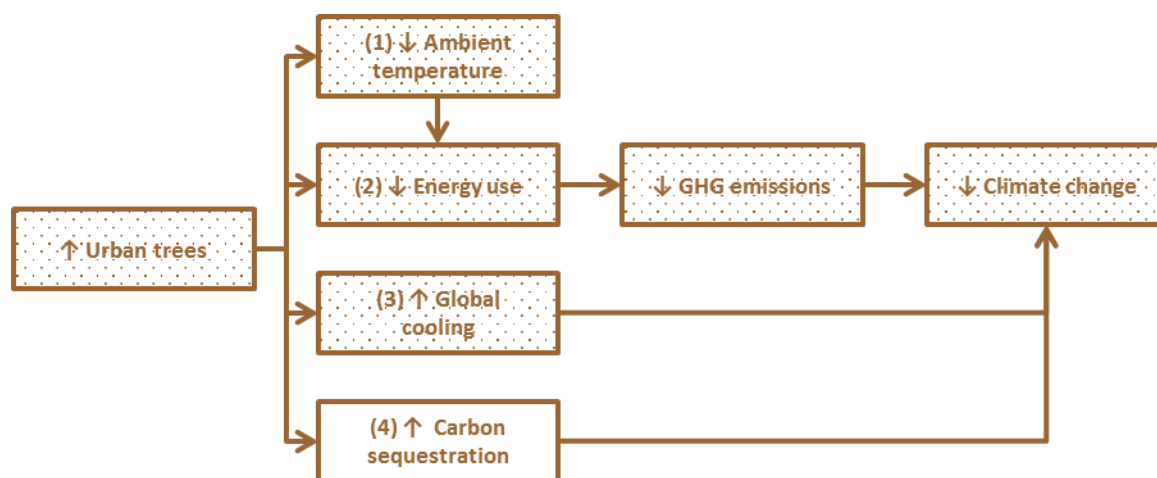 (1) ↓ Ambient
temperature
(2) ↓ Energy use
↓ GHG emissions
↓ Climate change
↑ Urban trees
(3) ↑ Global
cooling
(4) ↑ Carbon
sequestration